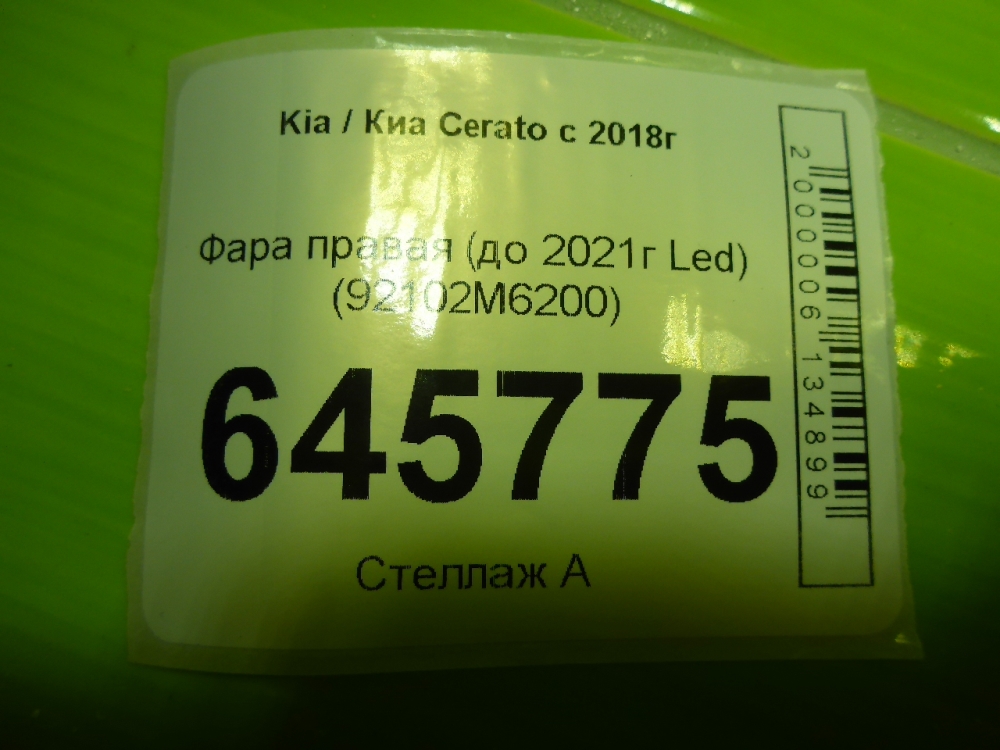 Kia / Киа Cerato с 2018г
фара правая (до 2021г Led)
(92102M6200)
645775
Стеллаж А
2000006134899